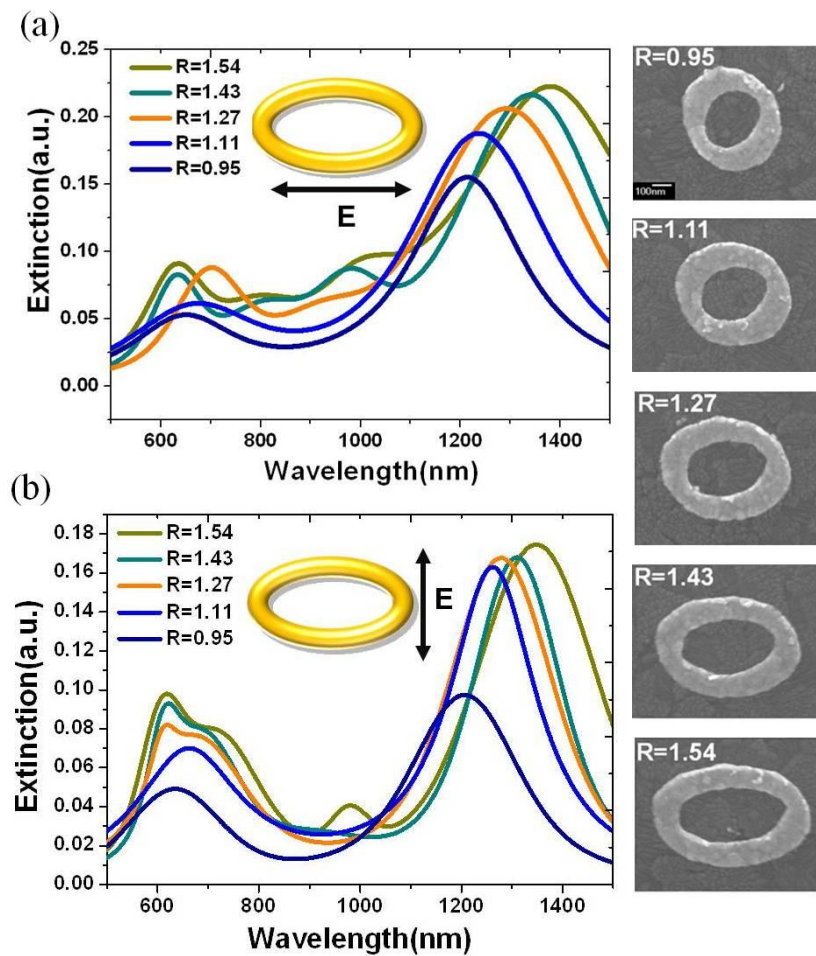 (a)
0.25
0.20
0.15
0.10
0.05
0.00
Extinction(a.u.)
R=1.54
R=1.43
R=1.27
R=1.11
R=0.95
E
600 800 1000 1200 1400
Wavelength(nm)
(b)
0.18
0.16
0.14
0.12
0.10
0.08
0.06
0.04
0.02
0.00
Extinction(a.u.)
R=1.54
R=1.43
R=1.27
R=1.11
R=0.95
E
600 800 1000 1200 1400
Wavelength(nm)
R=0.95
100nm
R=1.11
R=1.27
R=1.43
R=1.54